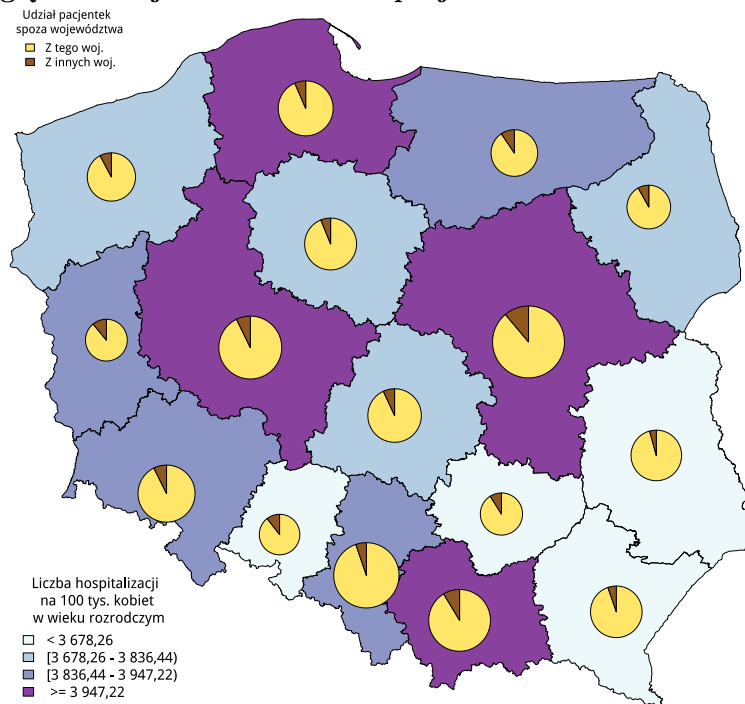 Udział pacjentek
spoza województwa
Z tego woj.
Z innych woj.
Liczba hospitalizacji
na 100 tys. kobiet
w wieku rozrodczym
< 3 678,26
[3 678,26 - 3 836,44)
[3 836,44 - 3 947,22)
>= 3 947,22